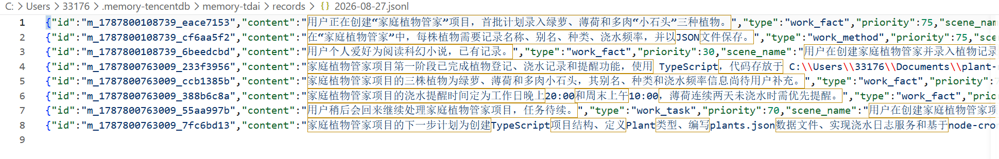 C: > Users > 33176 > .memory-tencentdb > memory-tdai > records > {} 2026-08-27.jsonl
1 {"id":"m_1787800108739_eace7153","content":"用户正在创建“家庭植物管家”项目，首批计划录入绿萝、薄荷和多肉“小石头”三种植物。","type":"work_fact","priority":75,"scene_nam
2 {"id":"m_1787800108739_cf6aa5f2","content":"在“家庭植物管家”中，每株植物需要记录名称、别名、种类、浇水频率，并以JSON文件保存。","type":"work_method","priority":75,"sce
3 {"id":"m_1787800108739_6beedcbd","content":"用户个人爱好为阅读科幻小说，已有记录。","type":"work_fact","priority":30,"scene_name":"用户在创建家庭植物管家并录入植物记录
4 {"id":"m_1787800763009_233f3956","content":"家庭植物管家项目第一阶段已完成植物登记、浇水记录和提醒功能，使用 TypeScript，代码存放于 C:\\Users\\33176\\Documents\\plant-
5 {"id":"m_1787800763009_ccb1385b","content":"家庭植物管家项目的三株植物为绿萝、薄荷和多肉小石头，其别名、种类和浇水频率信息尚待用户补充。","type":"work_fact","priority":7
6 {"id":"m_1787800763009_388b6c8a","content":"家庭植物管家项目的浇水提醒时间定为工作日晚上20:00和周末上午10:00，薄荷连续两天未浇水时需优先提醒。","type":"work_fact","prio
7 {"id":"m_1787800763009_55aa997b","content":"用户稍后会回来继续处理家庭植物管家项目，任务待续。","type":"work_task","priority":70,"scene_name":"用户在创建家庭植物管家项
8 {"id":"m_1787800763009_7fc6bd13","content":"家庭植物管家项目的下一步计划为创建TypeScript项目结构、定义Plant类型、编写plants.json数据文件、实现浇水日志服务和基于node-cro
9